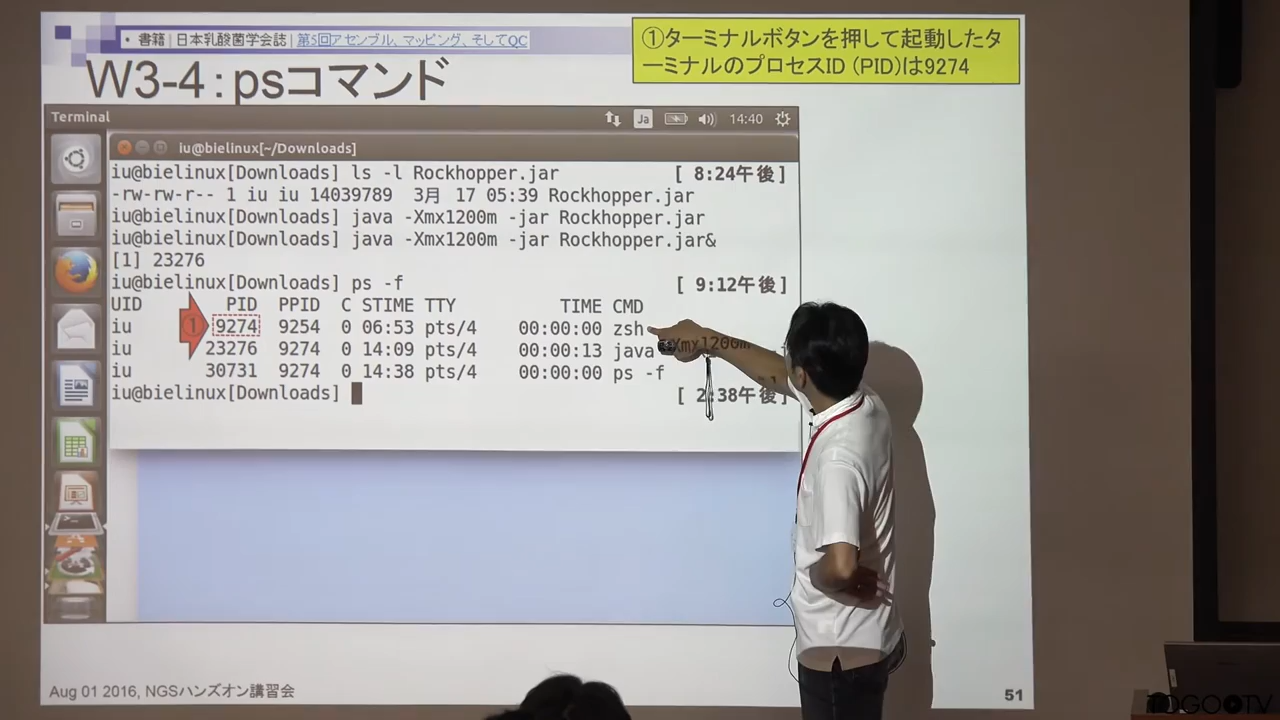 • 書籍 | 日本乳酸菌学会誌 | 第5回アセンブル、マッピング、そしてQC
W3-4：psコマンド
①ターミナルボタンを押して起動したタ
ーミナルのプロセスID (PID)は9274
Terminal
Ja
14:40
iu@bielinux[~/Downloads]
iu@bielinux[Downloads] ls -l Rockhopper.jar [ 8:24午後]
-rw-rw-r-- 1 iu iu 14039789 3月 17 05:39 Rockhopper.jar
iu@bielinux[Downloads] java -Xmx1200m -jar Rockhopper.jar
iu@bielinux[Downloads] java -Xmx1200m -jar Rockhopper.jar&
[1] 23276
iu@bielinux[Downloads] ps -f [ 9:12午後]
UID PID PPID C STIME TTY TIME CMD
iu ① 9274 9254 0 06:53 pts/4 00:00:00 zsh
iu 23276 9274 0 14:09 pts/4 00:00:13 java -Xmx1200m
iu 30731 9274 0 14:38 pts/4 00:00:00 ps -f
iu@bielinux[Downloads] [ 2:38午後]
Aug 01 2016, NGSハンズオン講習会
51
TOGOTV